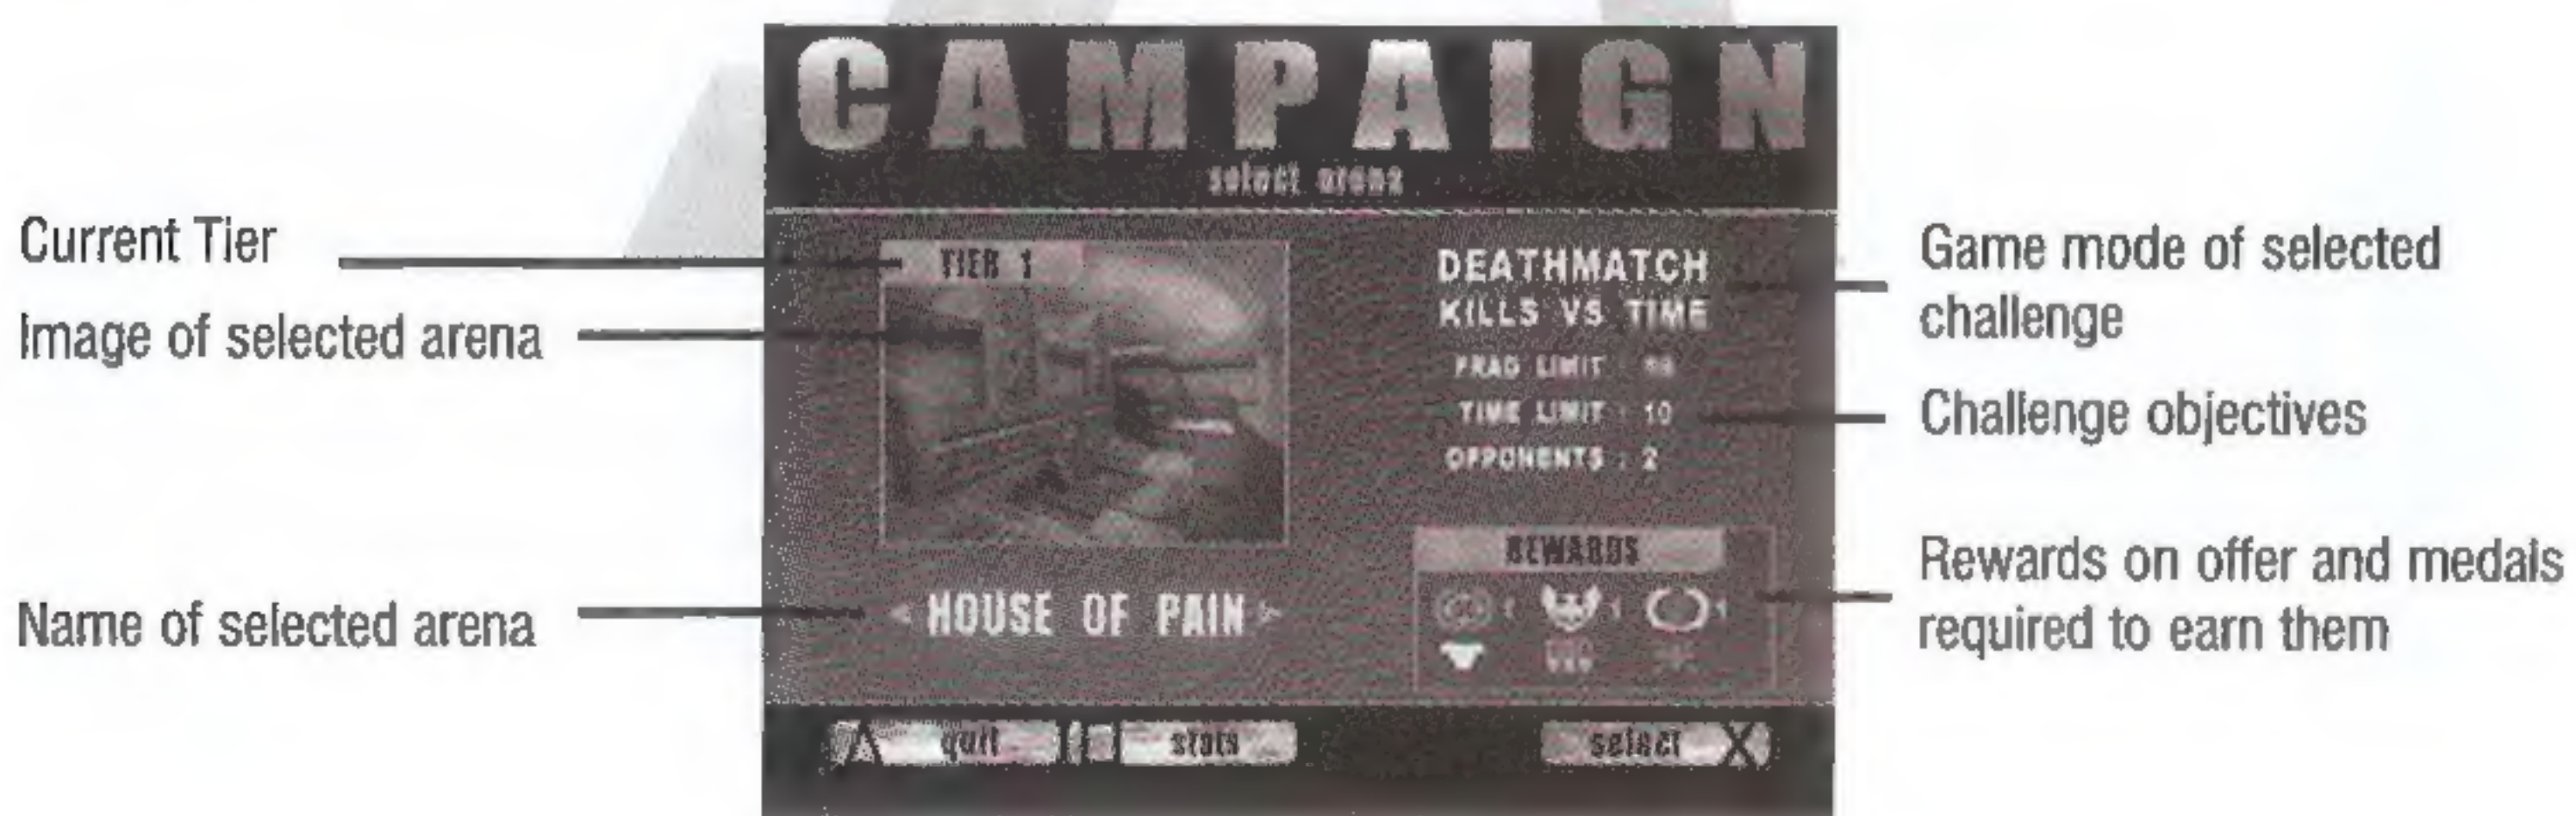 CAMPAIGN
select arena
Current Tier
TIER 1
Image of selected arena
Name of selected arena
HOUSE OF PAIN
DEATHMATCH
KILLS VS TIME
FRAG LIMIT :
TIME LIMIT : 10
OPPONENTS : 2
REWARDS
quit
stats
select X
Game mode of selected
challenge
Challenge objectives
Rewards on offer and medals
required to earn them